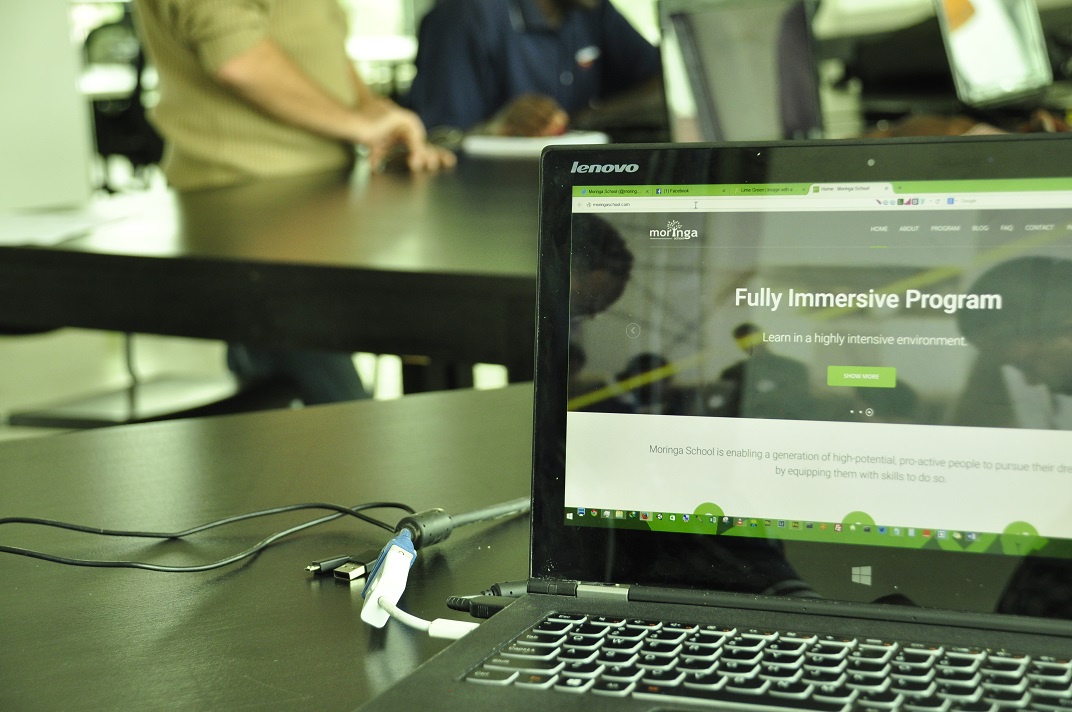 lenovo
Moringa School (@moring... (1) Facebook Lime Green | Image with a... Home - Moringa School
moringaschool.com
Google
moringa
HOME ABOUT PROGRAM BLOG FAQ CONTACT
Fully Immersive Program
Learn in a highly intensive environment.
SHOW MORE
Moringa School is enabling a generation of high-potential, pro-active people to pursue their dre
by equipping them with skills to do so.